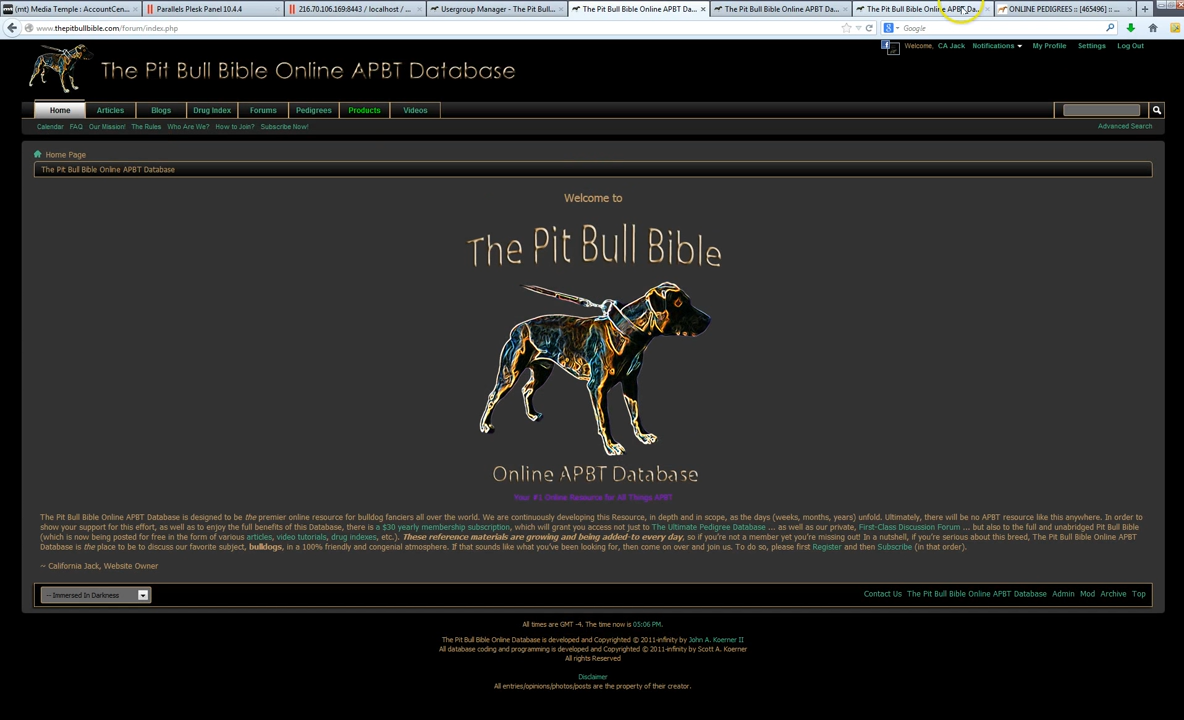 (mt) Media Temple : AccountCen...
Parallels Plesk Panel 10.4.4
216.70.106.169:8443 / localhost / ...
Usergroup Manager - The Pit Bull...
The Pit Bull Bible Online APBT Da...
The Pit Bull Bible Online APBT Da...
The Pit Bull Bible Online APBT Da...
ONLINE PEDIGREES :: [465496] :: ...
www.thepitbullbible.com/forum/index.php
Google
Welcome, CA Jack Notifications My Profile Settings Log Out
The Pit Bull Bible Online APBT Database
Home Articles Blogs Drug Index Forums Pedigrees Products Videos
Calendar FAQ Our Mission! The Rules Who Are We? How to Join? Subscribe Now!
Advanced Search
Home Page
The Pit Bull Bible Online APBT Database
Welcome to
The Pit Bull Bible
Online APBT Database
Your #1 Online Resource for All Things APBT
The Pit Bull Bible Online APBT Database is designed to be the premier online resource for bulldog fanciers all over the world. We are continuously developing this Resource, in depth and in scope, as the days (weeks, months, years) unfold. Ultimately, there will be no APBT resource like this anywhere. In order to
show your support for this effort, as well as to enjoy the full benefits of this Database, there is a $30 yearly membership subscription, which will grant you access not just to The Ultimate Pedigree Database ... as well as our private, First-Class Discussion Forum ... but also to the full and unabridged Pit Bull Bible
(which is now being posted for free in the form of various articles, video tutorials, drug indexes, etc.). These reference materials are growing and being added-to every day, so if you're not a member yet you're missing out! In a nutshell, if you're serious about this breed, The Pit Bull Bible Online APBT
Database is the place to be to discuss our favorite subject, bulldogs, in a 100% friendly and congenial atmosphere. If that sounds like what you've been looking for, then come on over and join us. To do so, please first Register and then Subscribe (in that order).
~ California Jack, Website Owner
-- Immersed In Darkness
Contact Us The Pit Bull Bible Online APBT Database Admin Mod Archive Top
All times are GMT -4. The time now is 05:06 PM.
The Pit Bull Bible Online Database is developed and Copyrighted © 2011-infinity by John A. Koerner II
All database coding and programming is developed and Copyrighted © 2011-infinity by Scott A. Koerner
All rights Reserved
Disclaimer
All entries/opinions/photos/posts are the property of their creator.